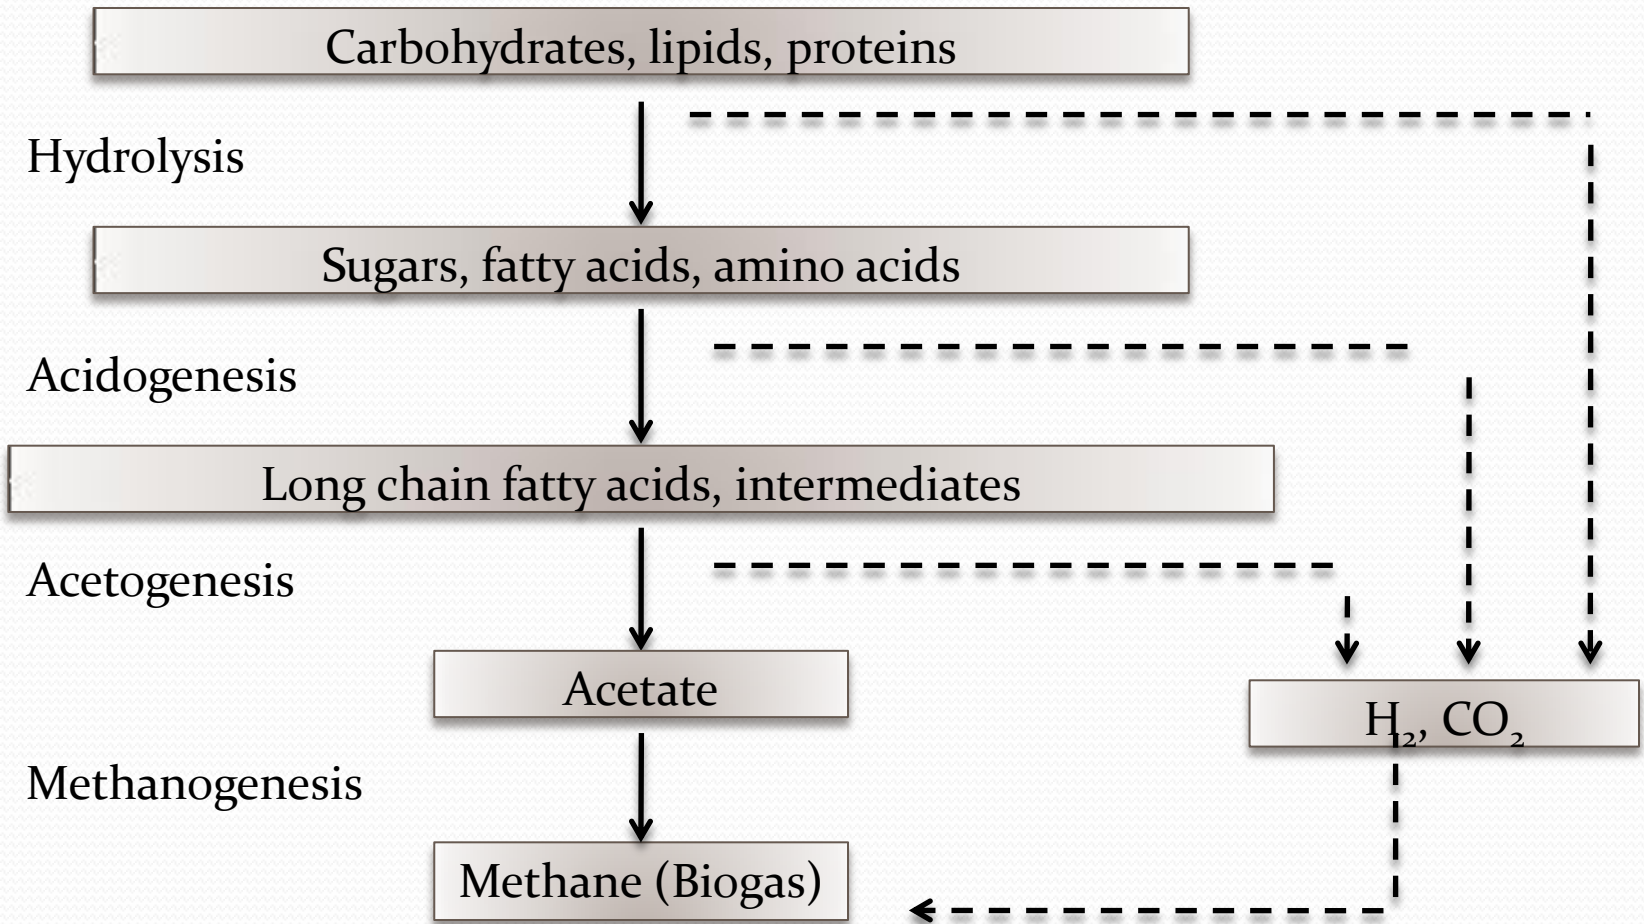 Carbohydrates, lipids, proteins
Hydrolysis
Sugars, fatty acids, amino acids
Acidogenesis
Long chain fatty acids, intermediates
Acetogenesis
Acetate
H₂, CO₂
Methanogenesis
Methane (Biogas)